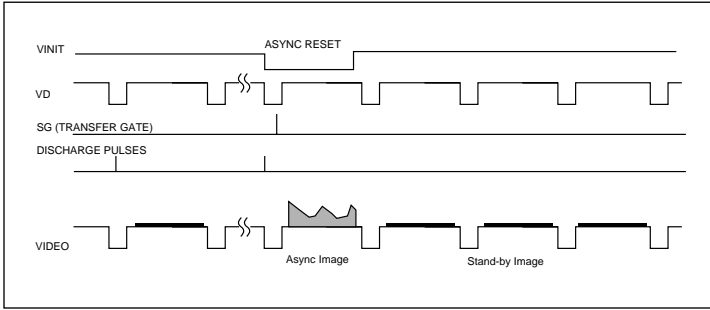 ASYNC RESET
VINIT
VD
SG (TRANSFER GATE)
DISCHARGE PULSES
VIDEO
Async Image
Stand-by Image